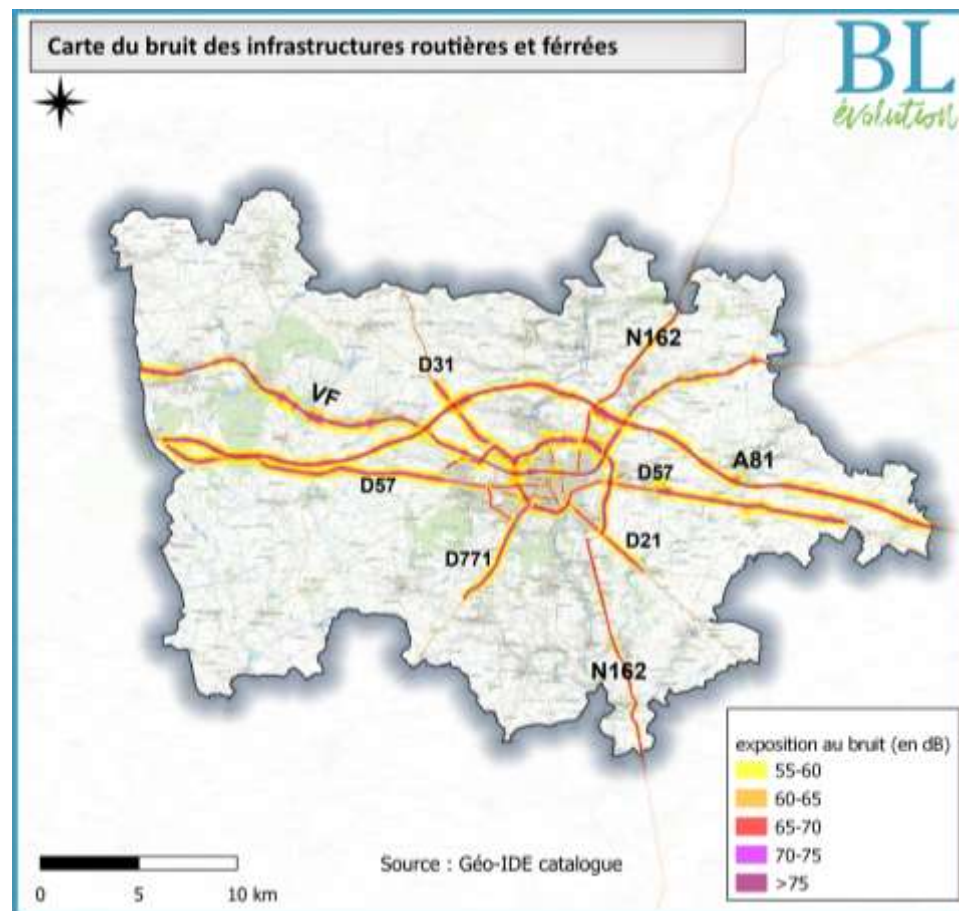 Carte du bruit des infrastructures routières et férrées
BL
évolution
N162
D31
VF
A81
D57
D57
D21
D771
N162
exposition au bruit (en dB)
55-60
60-65
65-70
70-75
>75
Source : Géo-IDE catalogue
0 5 10 km